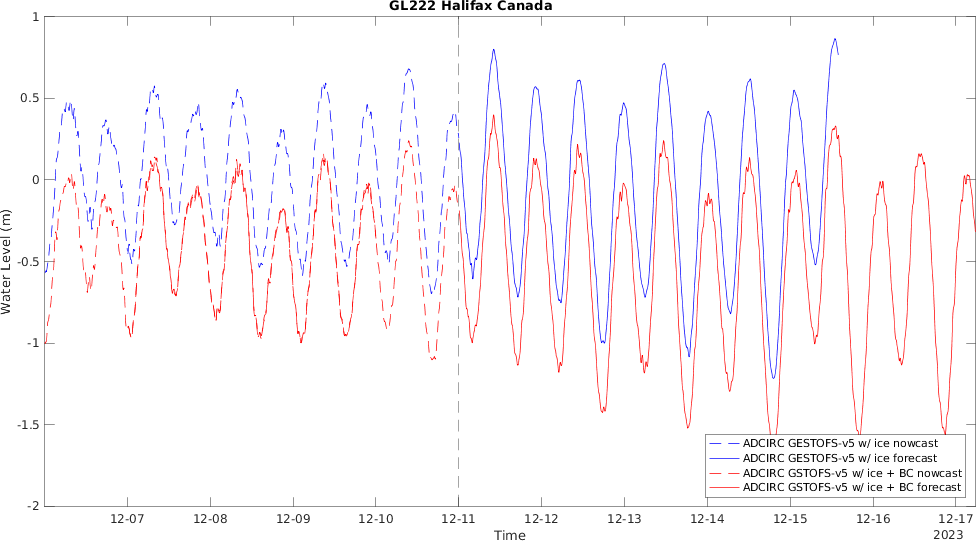 GL222 Halifax Canada
1
0.5
0
-0.5
-1
-1.5
-2
Water Level (m)
ADCIRC GESTOFS-v5 w/ ice nowcast
ADCIRC GESTOFS-v5 w/ ice forecast
ADCIRC GSTOFS-v5 w/ ice + BC nowcast
ADCIRC GSTOFS-v5 w/ ice + BC forecast
12-07 12-08 12-09 12-10 12-11 12-12 12-13 12-14 12-15 12-16 12-17
Time 2023